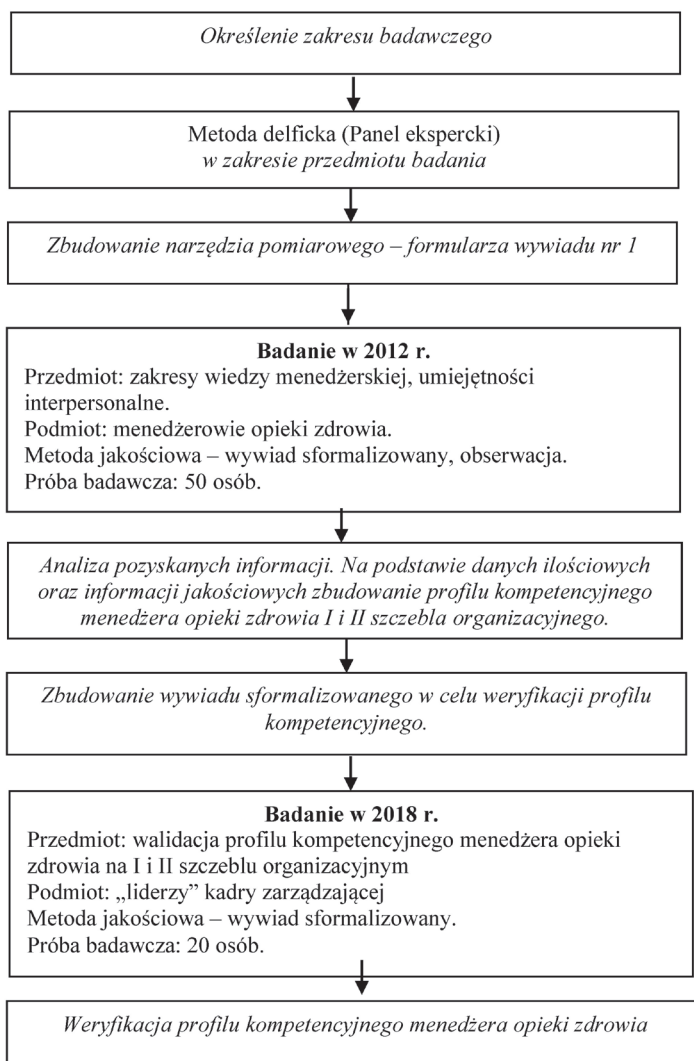 Określenie zakresu badawczego
Metoda delficka (Panel ekspercki)
w zakresie przedmiotu badania
Zbudowanie narzędzia pomiarowego – formularza wywiadu nr 1
Badanie w 2012 r.
Przedmiot: zakresy wiedzy menedżerskiej, umiejętności
interpersonalne.
Podmiot: menedżerowie opieki zdrowia.
Metoda jakościowa – wywiad sformalizowany, obserwacja.
Próba badawcza: 50 osób.
Analiza pozyskanych informacji. Na podstawie danych ilościowych
oraz informacji jakościowych zbudowanie profilu kompetencyjnego
menedżera opieki zdrowia I i II szczebla organizacyjnego.
Zbudowanie wywiadu sformalizowanego w celu weryfikacji profilu
kompetencyjnego.
Badanie w 2018 r.
Przedmiot: walidacja profilu kompetencyjnego menedżera opieki
zdrowia na I i II szczeblu organizacyjnym
Podmiot: „liderzy” kadry zarządzającej
Metoda jakościowa – wywiad sformalizowany.
Próba badawcza: 20 osób.
Weryfikacja profilu kompetencyjnego menedżera opieki zdrowia